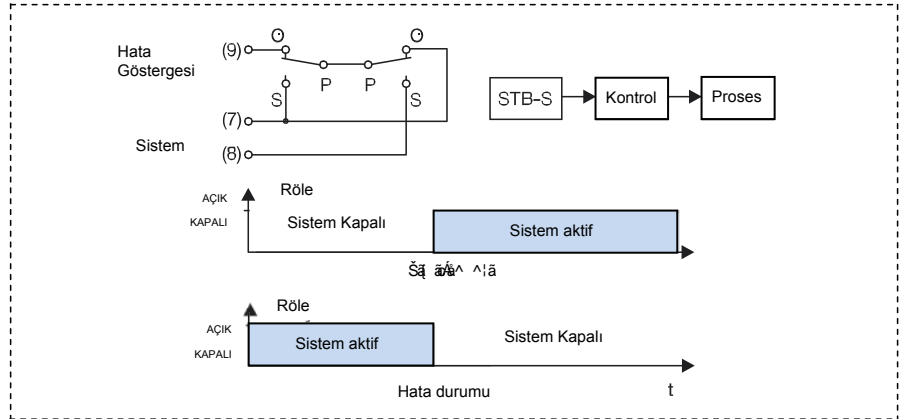 Hata
Göstergesi
(9)
Ö
Ö
S
P
P
S
(7)
Sistem
(8)
STB-S
Kontrol
Proses
AÇIK
KAPALI
Röle
Sistem Kapalı
Sistem aktif
Röle
AÇIK
KAPALI
Sistem aktif
Sistem Kapalı
Hata durumu
t